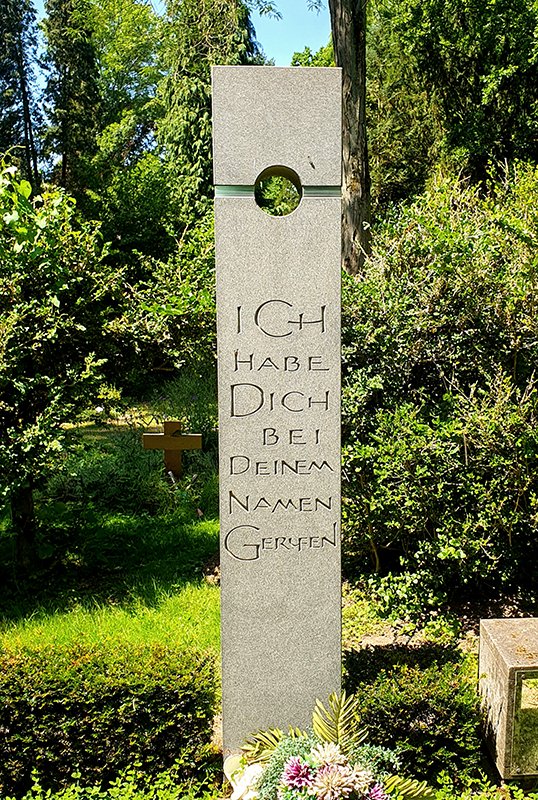 ICH
HABE
DICH
BEI
DEINEM
NAMEN
GERUFEN